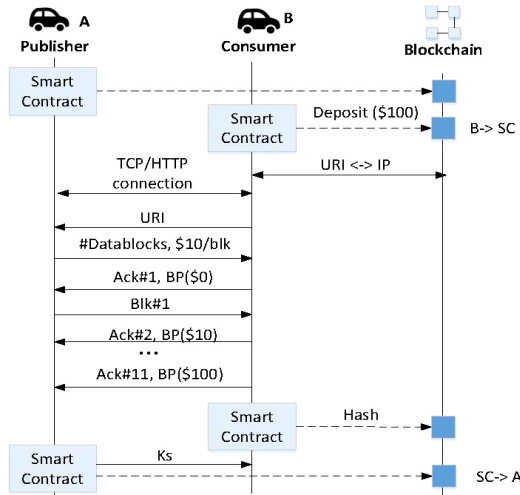 A
B
Publisher
Consumer
Blockchain
Smart
Contract
Smart
Contract
Deposit ($100)
B-> SC
TCP/HTTP
connection
URI <-> IP
URI
#Datablocks, $10/blk
Ack#1, BP($0)
Blk#1
Ack#2, BP($10)
...
Ack#11, BP($100)
Smart
Contract
Hash
Smart
Contract
Ks
SC-> A